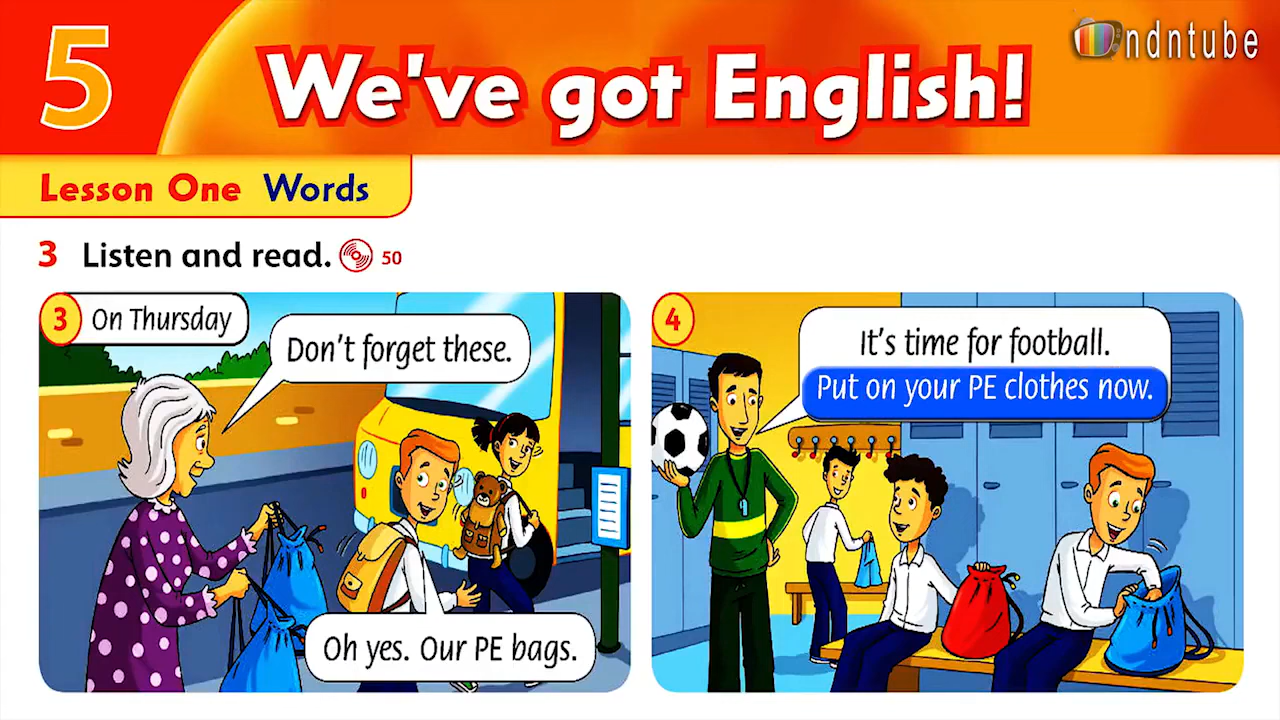 5
We've got English!
ndntube
Lesson One Words
3 Listen and read. 50
3 On Thursday
Don't forget these.
Oh yes. Our PE bags.
4
It's time for football.
Put on your PE clothes now.